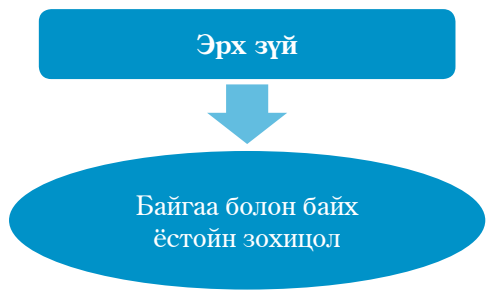 Эрх зүй
Байгаа болон байх
ёстойн зохицол